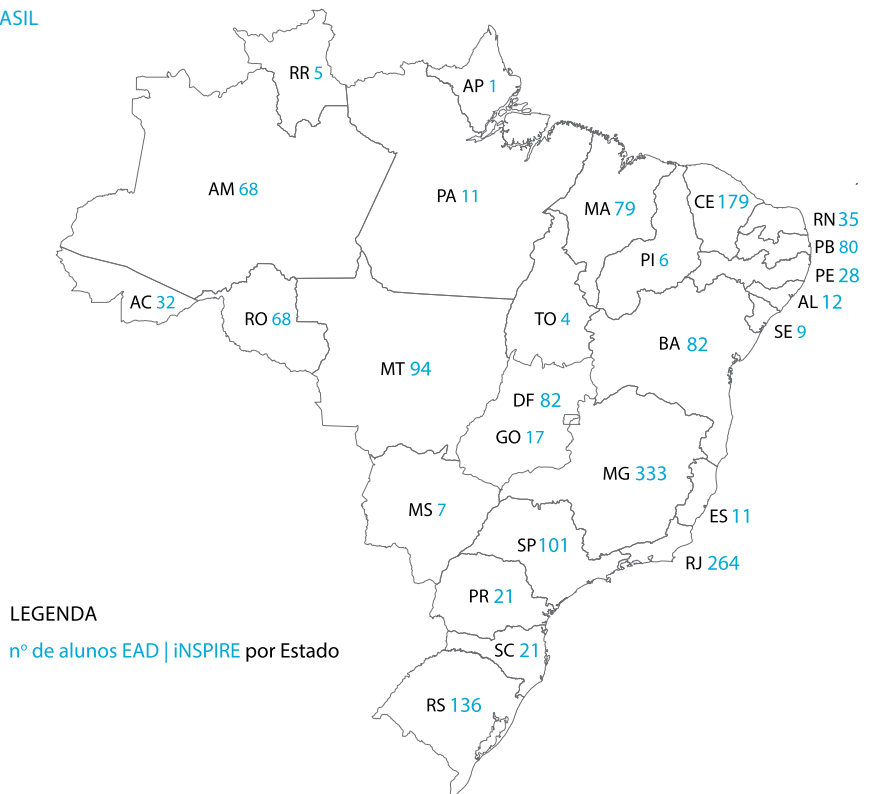 ASIL
RR 5
AP 1
AM 68
PA 11
MA 79
CE 179
RN 35
PB 80
PI 6
PE 28
AC 32
AL 12
RO 68
TO 4
SE 9
BA 82
MT 94
DF 82
GO 17
MG 333
MS 7
ES 11
SP 101
RJ 264
PR 21
LEGENDA
nº de alunos EAD | iNSPIRE por Estado
SC 21
RS 136